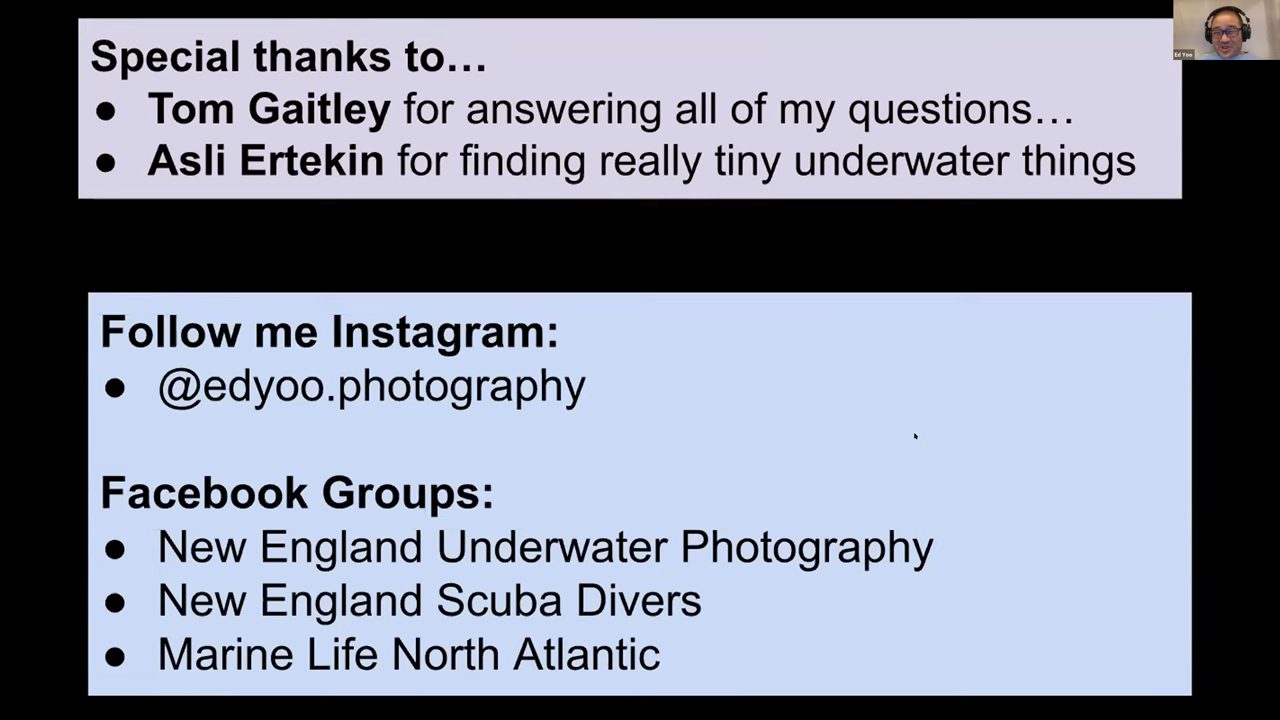 Special thanks to…
● Tom Gaitley for answering all of my questions…
● Asli Ertekin for finding really tiny underwater things
Ed Yoo
Follow me Instagram:
● @edyoo.photography
Facebook Groups:
● New England Underwater Photography
● New England Scuba Divers
● Marine Life North Atlantic